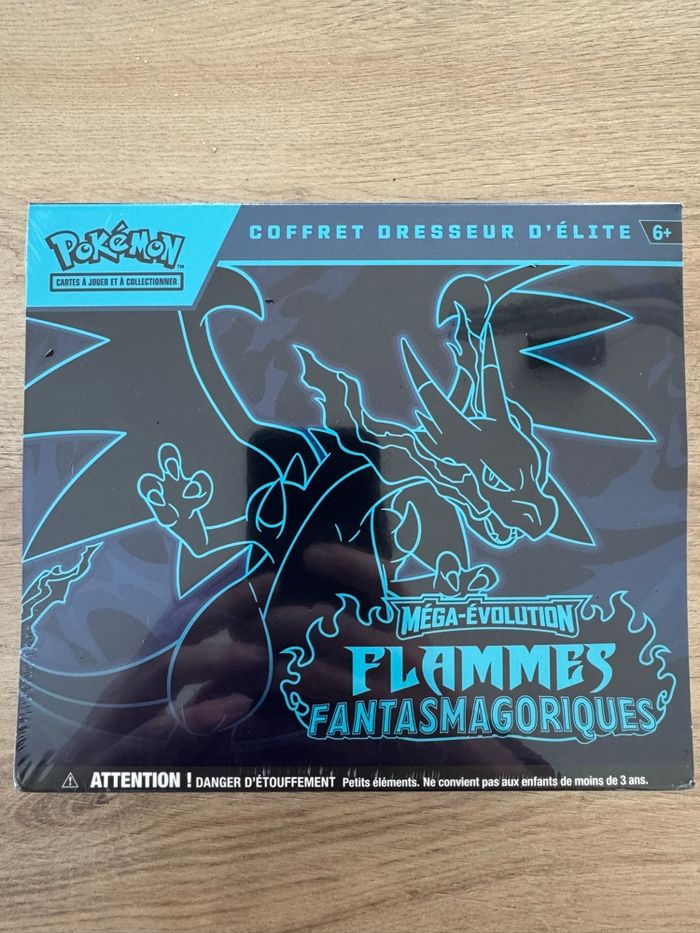 POKÉMON™
CARTES À JOUER ET À COLLECTIONNER
COFFRET DRESSEUR D'ÉLITE
6+
MÉGA-ÉVOLUTION
FLAMMES
FANTASMAGORIQUES
⚠ ATTENTION ! DANGER D'ÉTOUFFEMENT Petits éléments. Ne convient pas aux enfants de moins de 3 ans.